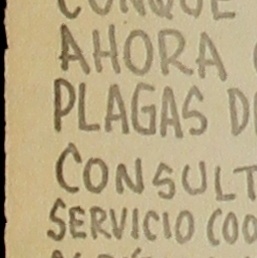 CONQUE
AHORA
PLAGAS D
CONSULT
SERVICIO COO